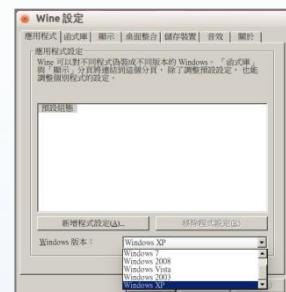 Wine 設定
應用程式 函式庫 顯示 桌面整合 儲存裝置 音效 關於
應用程式設定
Wine 可以對不同程式偽裝成不同版本的 Windows。 「函式庫」
與「顯示」分頁將連結到這個分頁， 除了調整預設設定， 也能
調整個別程式的設定。
預設組態
新增程式設定(A)... 移除程式設定(R)
Windows 版本： Windows XP
Windows 7
Windows 2008
Windows Vista
Windows 2003
Windows XP